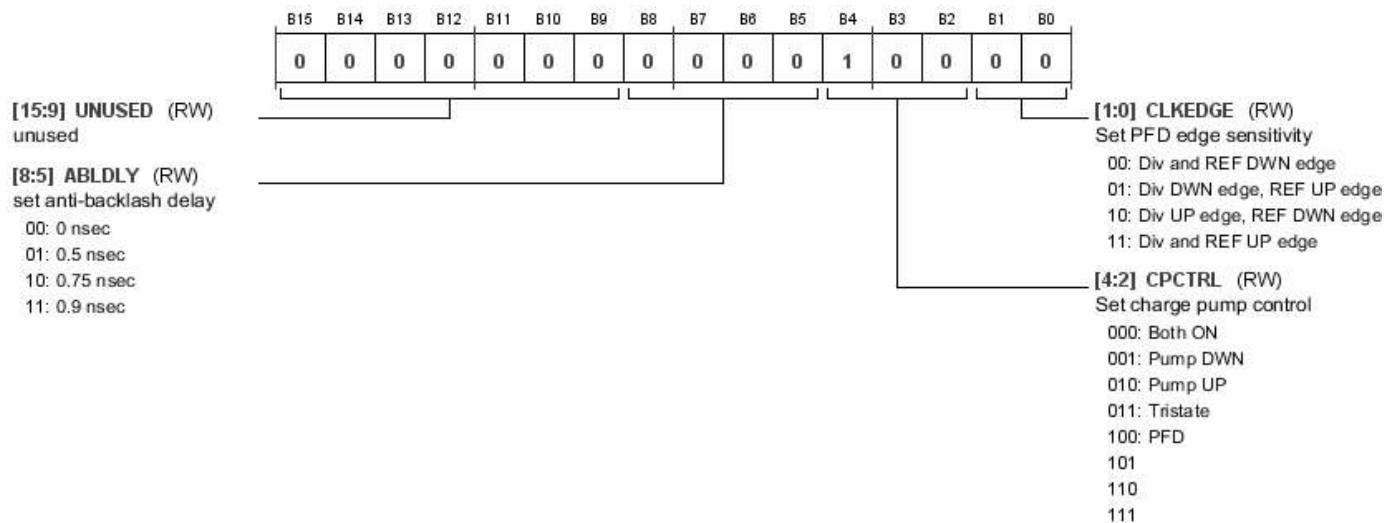 B15 B14 B13 B12 B11 B10 B9 B8 B7 B6 B5 B4 B3 B2 B1 B0
0 0 0 0 0 0 0 0 0 0 0 1 0 0 0 0
[15:9] UNUSED (RW)
unused
[8:5] ABLDLY (RW)
set anti-backlash delay
00: 0 nsec
01: 0.5 nsec
10: 0.75 nsec
11: 0.9 nsec
[1:0] CLKEDGE (RW)
Set PFD edge sensitivity
00: Div and REF DWN edge
01: Div DWN edge, REF UP edge
10: Div UP edge, REF DWN edge
11: Div and REF UP edge
[4:2] CPCTRL (RW)
Set charge pump control
000: Both ON
001: Pump DWN
010: Pump UP
011: Tristate
100: PFD
101
110
111